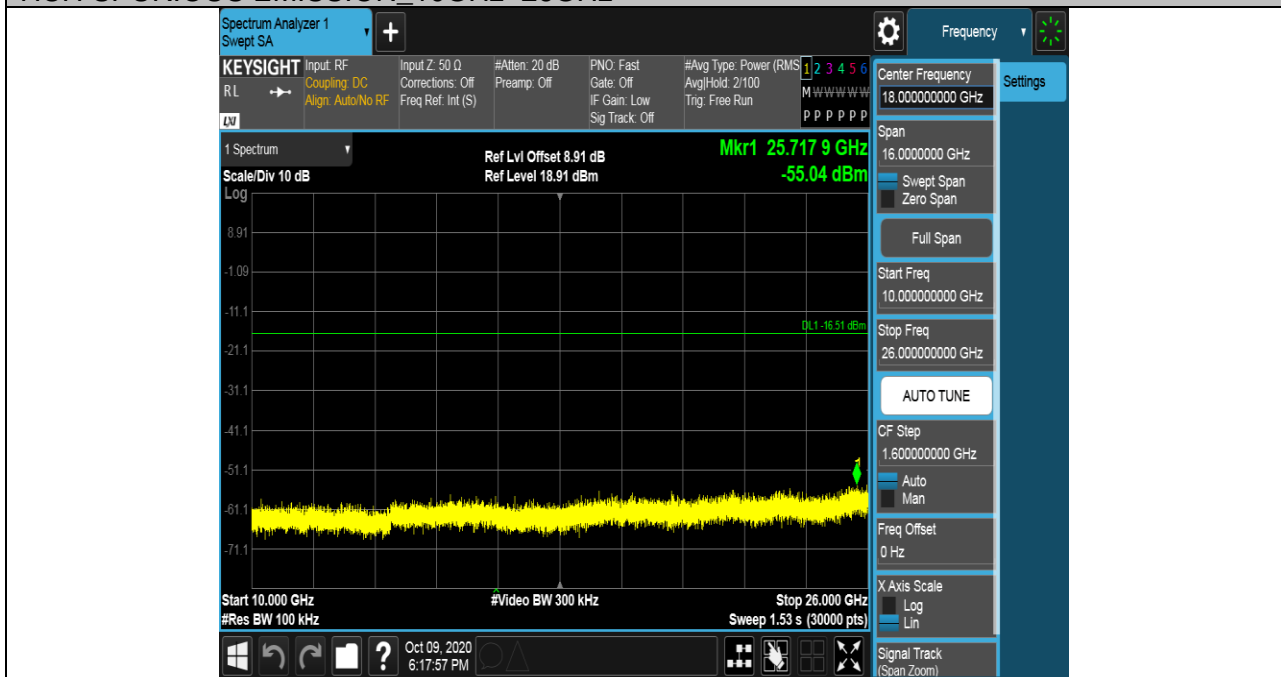 Spectrum Analyzer 1
Swept SA
+
Frequency
KEYSIGHT
RL
LXI
Input: RF
Coupling: DC
Align: Auto/No RF
Input Z: 50 Ω
Corrections: Off
Freq Ref: Int (S)
#Atten: 20 dB
Preamp: Off
PNO: Fast
Gate: Off
IF Gain: Low
Sig Track: Off
#Avg Type: Power (RMS
Avg|Hold: 2/100
Trig: Free Run
1 2 3 4 5 6
M W W W W W
P P P P P P
Center Frequency
18.000000000 GHz
Settings
1 Spectrum
Scale/Div 10 dB
Ref Lvl Offset 8.91 dB
Ref Level 18.91 dBm
Mkr1 25.717 9 GHz
-55.04 dBm
Span
16.0000000 GHz
Swept Span
Zero Span
Full Span
Log
8.91
-1.09
-11.1
-21.1
-31.1
-41.1
-51.1
-61.1
-71.1
DL1 -16.51 dBm
1
Start Freq
10.000000000 GHz
Stop Freq
26.000000000 GHz
AUTO TUNE
CF Step
1.600000000 GHz
Auto
Man
Freq Offset
0 Hz
X Axis Scale
Log
Lin
Signal Track
(Span Zoom)
Start 10.000 GHz
#Video BW 300 kHz
Stop 26.000 GHz
#Res BW 100 kHz
Sweep 1.53 s (30000 pts)
?
Oct 09, 2020
6:17:57 PM